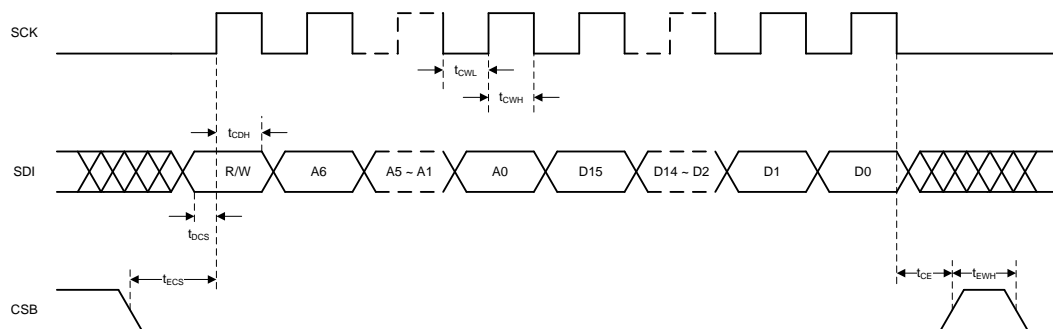 SCK
tCWL
tCWH
tCDH
SDI R/W A6 A5 ~ A1 A0 D15 D14 ~ D2 D1 D0
tDCS
tECS tCE tEWH
CSB